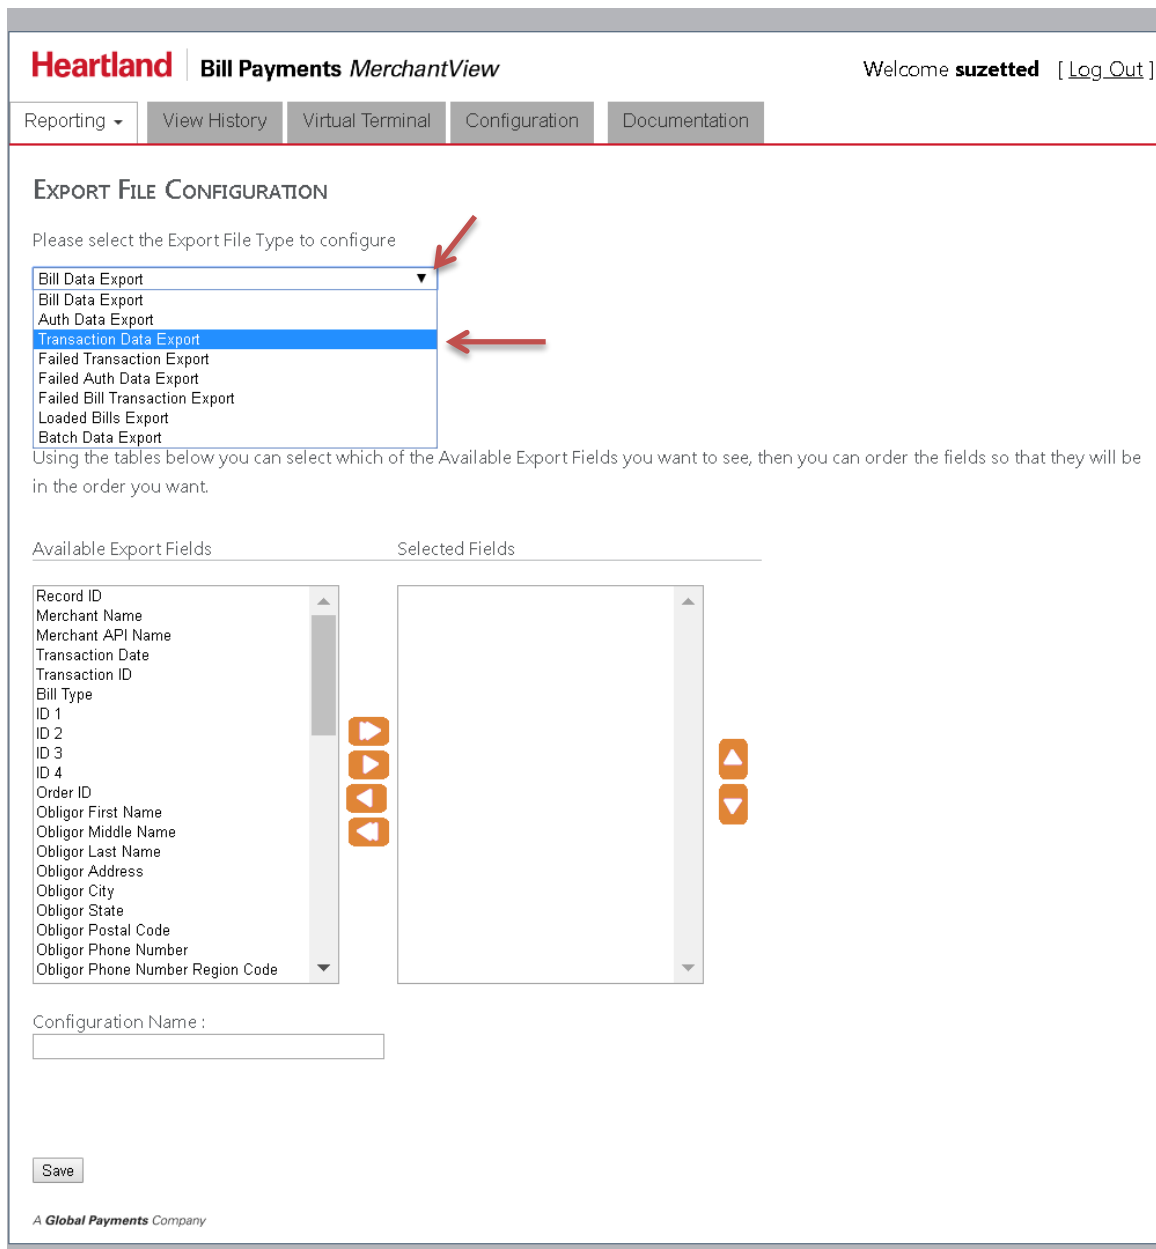 Heartland Bill Payments MerchantView
Welcome suzetted [ Log Out ]
Reporting View History Virtual Terminal Configuration Documentation
EXPORT FILE CONFIGURATION
Please select the Export File Type to configure
Bill Data Export
Bill Data Export
Auth Data Export
Transaction Data Export
Failed Transaction Export
Failed Auth Data Export
Failed Bill Transaction Export
Loaded Bills Export
Batch Data Export
Using the tables below you can select which of the Available Export Fields you want to see, then you can order the fields so that they will be
in the order you want.
Available Export Fields
Selected Fields
Record ID
Merchant Name
Merchant API Name
Transaction Date
Transaction ID
Bill Type
ID 1
ID 2
ID 3
ID 4
Order ID
Obligor First Name
Obligor Middle Name
Obligor Last Name
Obligor Address
Obligor City
Obligor State
Obligor Postal Code
Obligor Phone Number
Obligor Phone Number Region Code
Configuration Name :
Save
A Global Payments Company